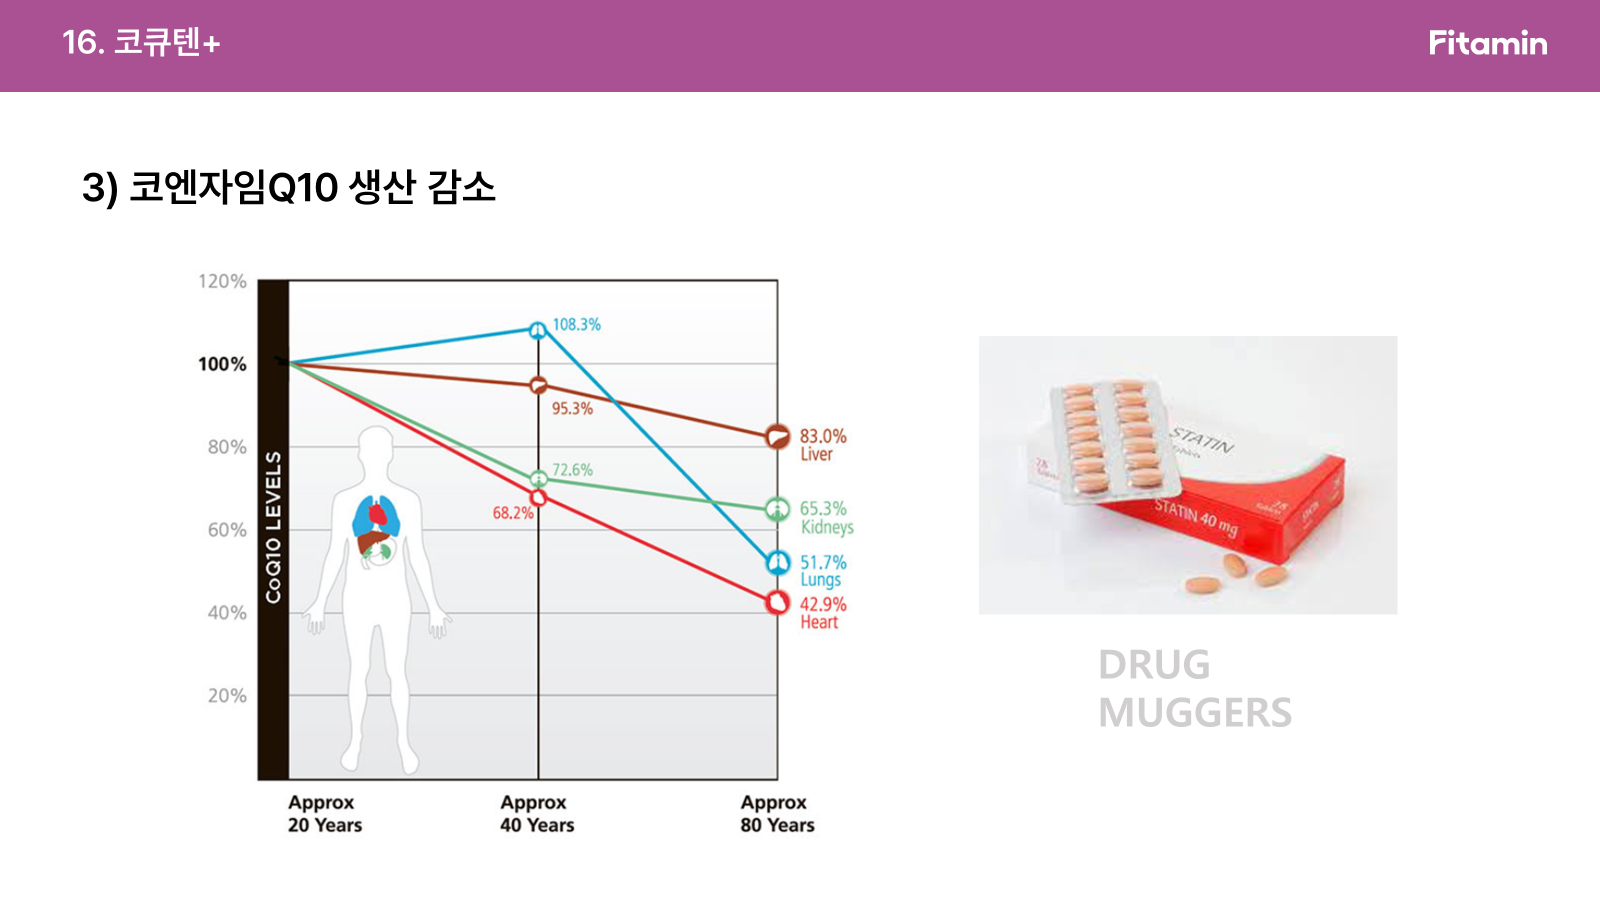 16. 코큐텐+
Fitamin
3) 코엔자임Q10 생산 감소
120%
100%
80%
60%
40%
20%
CoQ10 LEVELS
108.3%
95.3%
72.6%
68.2%
83.0%
Liver
65.3%
Kidneys
51.7%
Lungs
42.9%
Heart
Approx
20 Years
Approx
40 Years
Approx
80 Years
STATIN
STATIN 40 mg
28
DRUG
MUGGERS